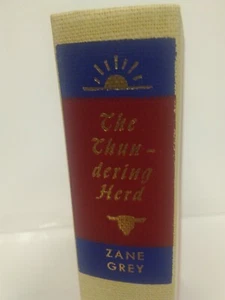 The
Thun-
dering
Herd
ZANE
GREY